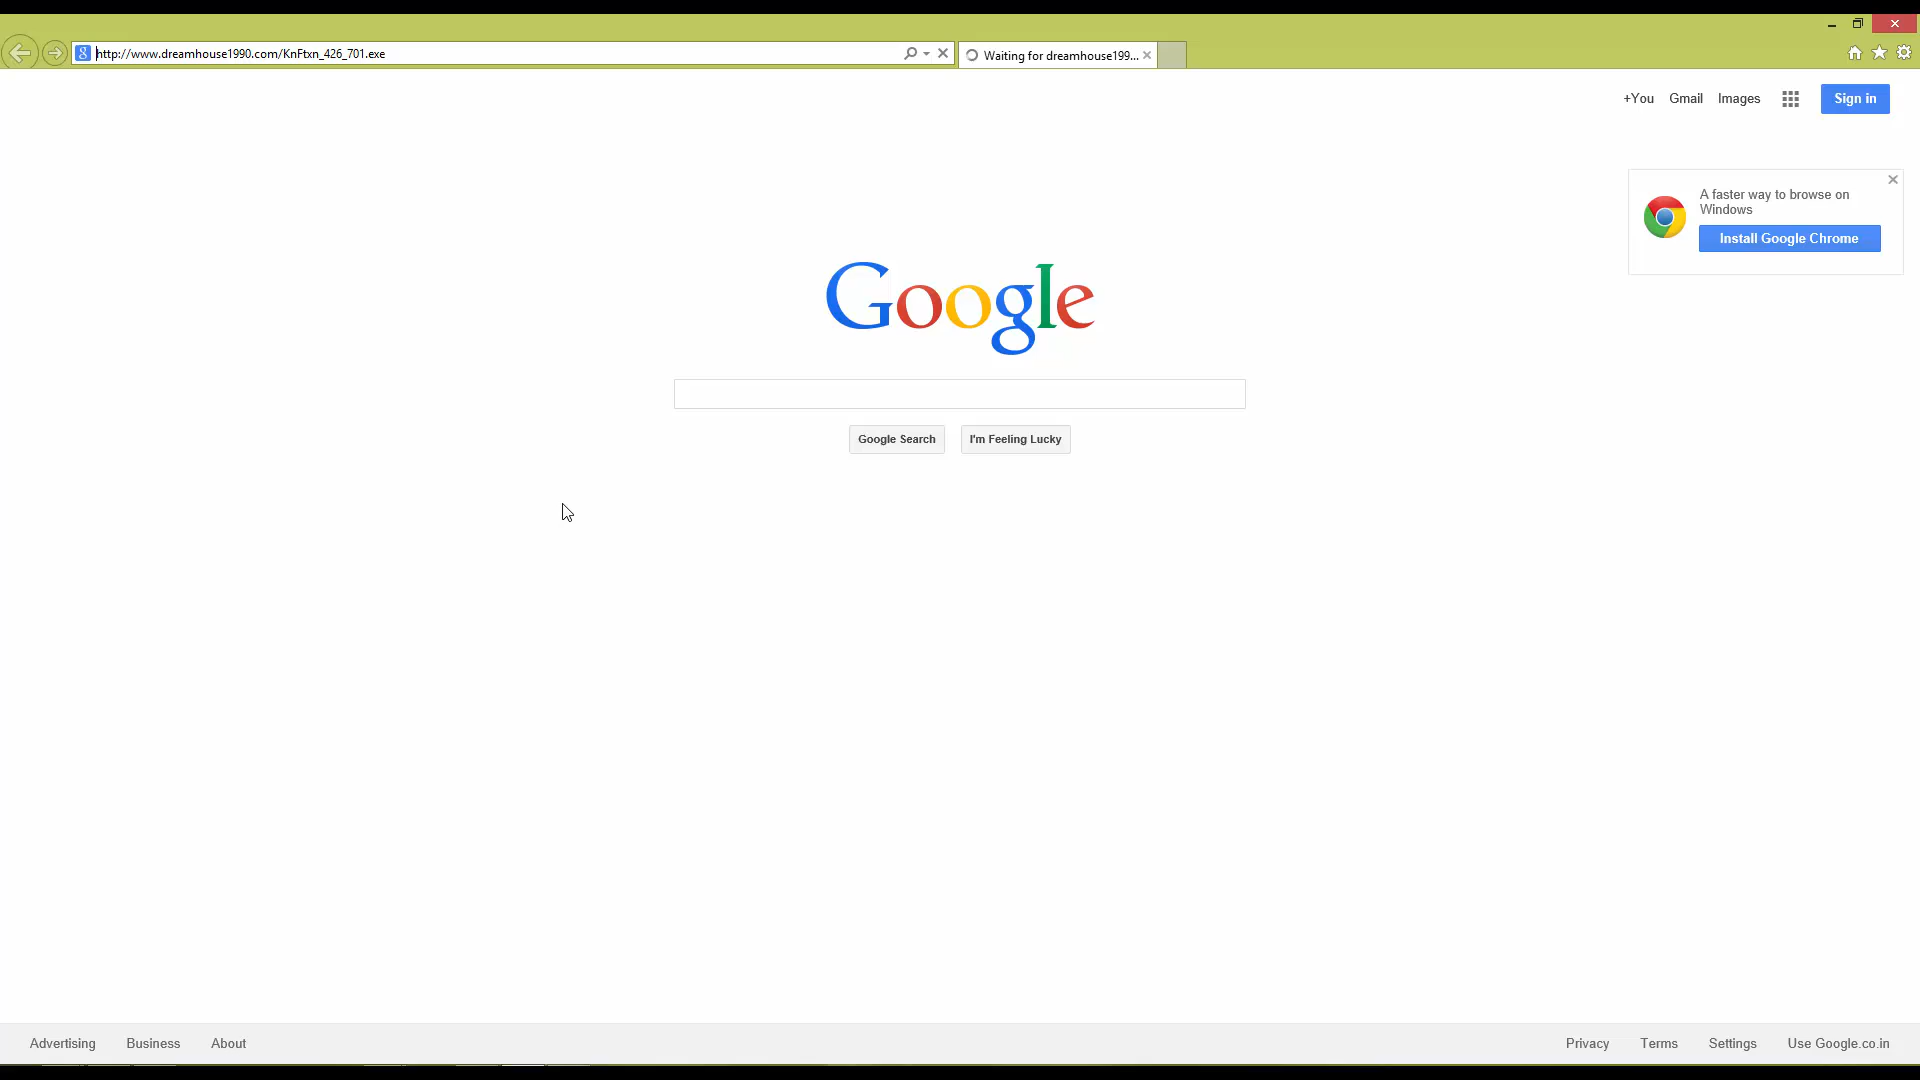 http://www.dreamhouse1990.com/KnFtxn_426_701.exe
Waiting for dreamhouse199...
+You Gmail Images Sign in
A faster way to browse on
Windows
Install Google Chrome
Google
Google Search I'm Feeling Lucky
Advertising Business About Privacy Terms Settings Use Google.co.in